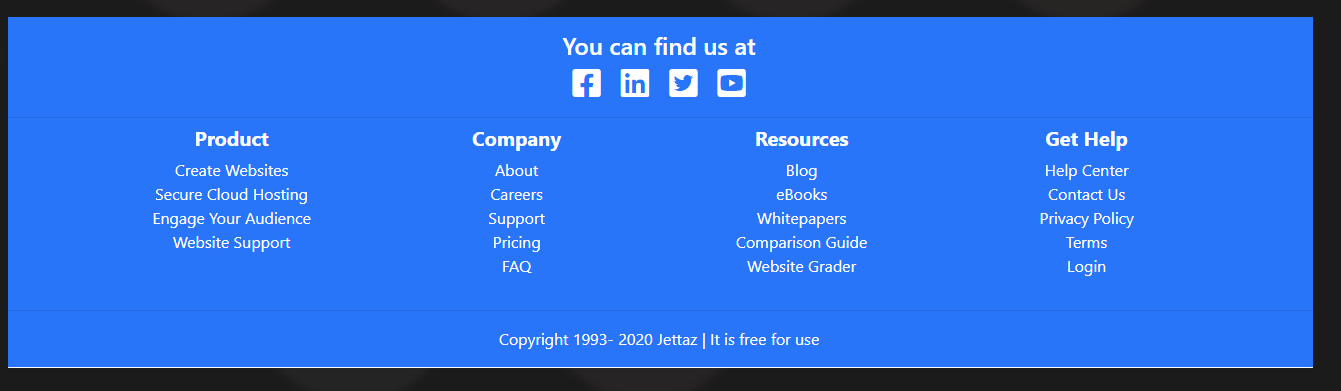 You can find us at
Product
Create Websites
Secure Cloud Hosting
Engage Your Audience
Website Support
Company
About
Careers
Support
Pricing
FAQ
Resources
Blog
eBooks
Whitepapers
Comparison Guide
Website Grader
Get Help
Help Center
Contact Us
Privacy Policy
Terms
Login
Copyright 1993- 2020 Jettaz | It is free for use